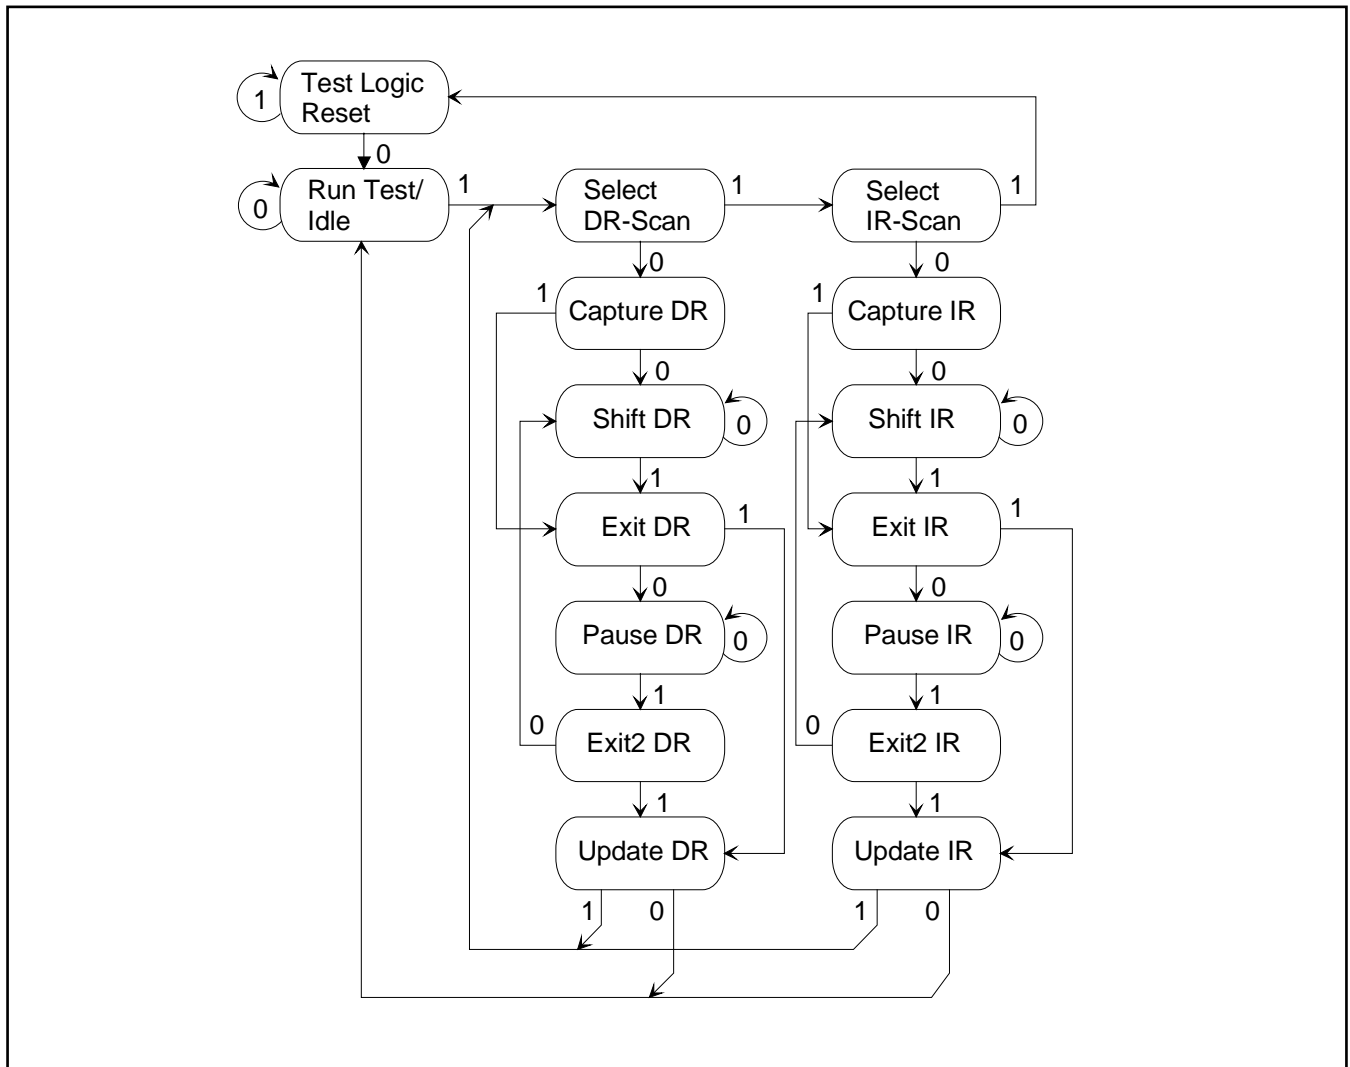 Test Logic
Reset
1
0
Run Test/
Idle
0
1
Select
DR-Scan
1
Select
IR-Scan
1
0
0
1
Capture DR
1
Capture IR
0
0
Shift DR
0
Shift IR
0
1
1
Exit DR
1
Exit IR
1
0
0
Pause DR
0
Pause IR
0
1
1
0
Exit2 DR
0
Exit2 IR
1
1
Update DR
Update IR
1
0
1
0